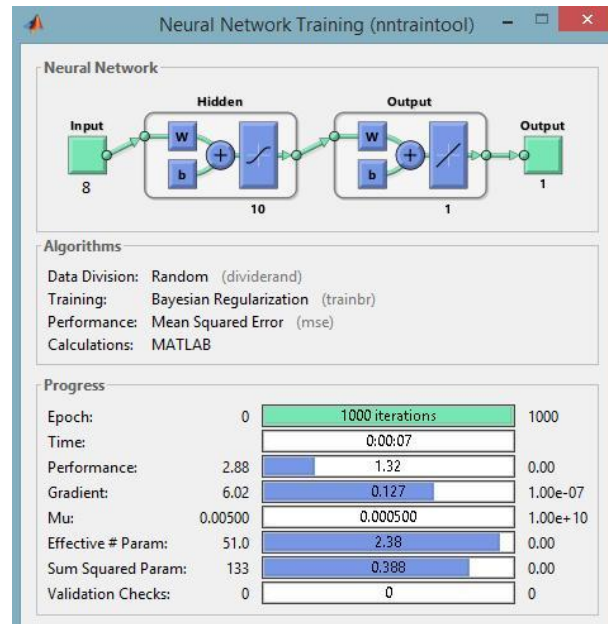 Neural Network Training (nntraintool)
Neural Network
Hidden
Output
Input
W
b
+
W
b
+
Output
8
10
1
1
Algorithms
Data Division: Random (dividerand)
Training: Bayesian Regularization (trainbr)
Performance: Mean Squared Error (mse)
Calculations: MATLAB
Progress
Epoch: 0 1000 iterations 1000
Time: 0:00:07
Performance: 2.88 1.32 0.00
Gradient: 6.02 0.127 1.00e-07
Mu: 0.00500 0.000500 1.00e+10
Effective # Param: 51.0 2.38 0.00
Sum Squared Param: 133 0.388 0.00
Validation Checks: 0 0 0